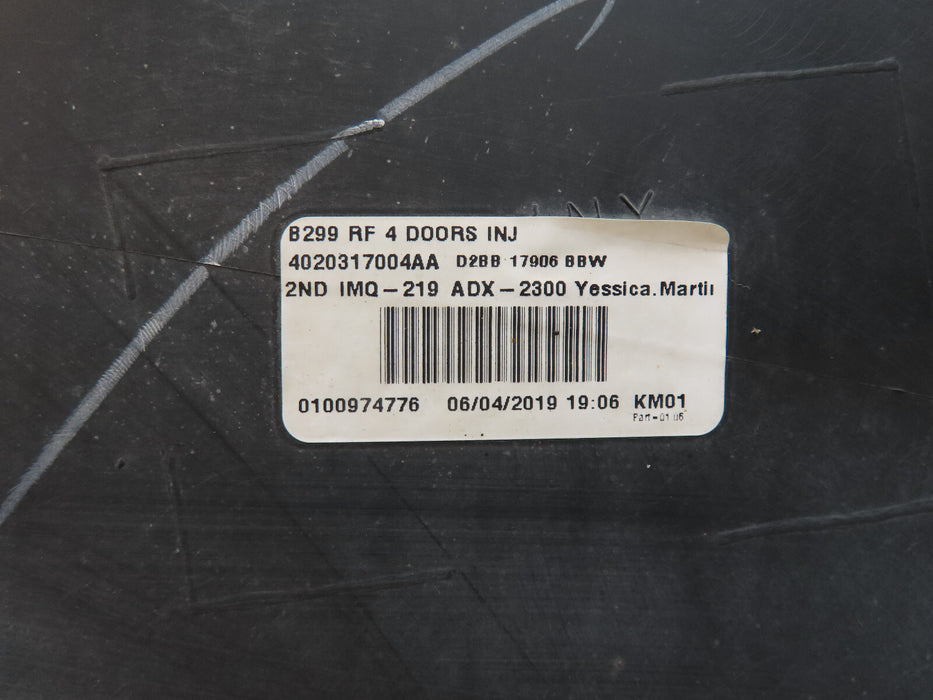 B299 RF 4 DOORS INJ
4020317004AA D2BB 17906 BBW
2ND IMQ-219 ADX-2300 Yessica.Martin
0100974776 06/04/2019 19:06 KM01